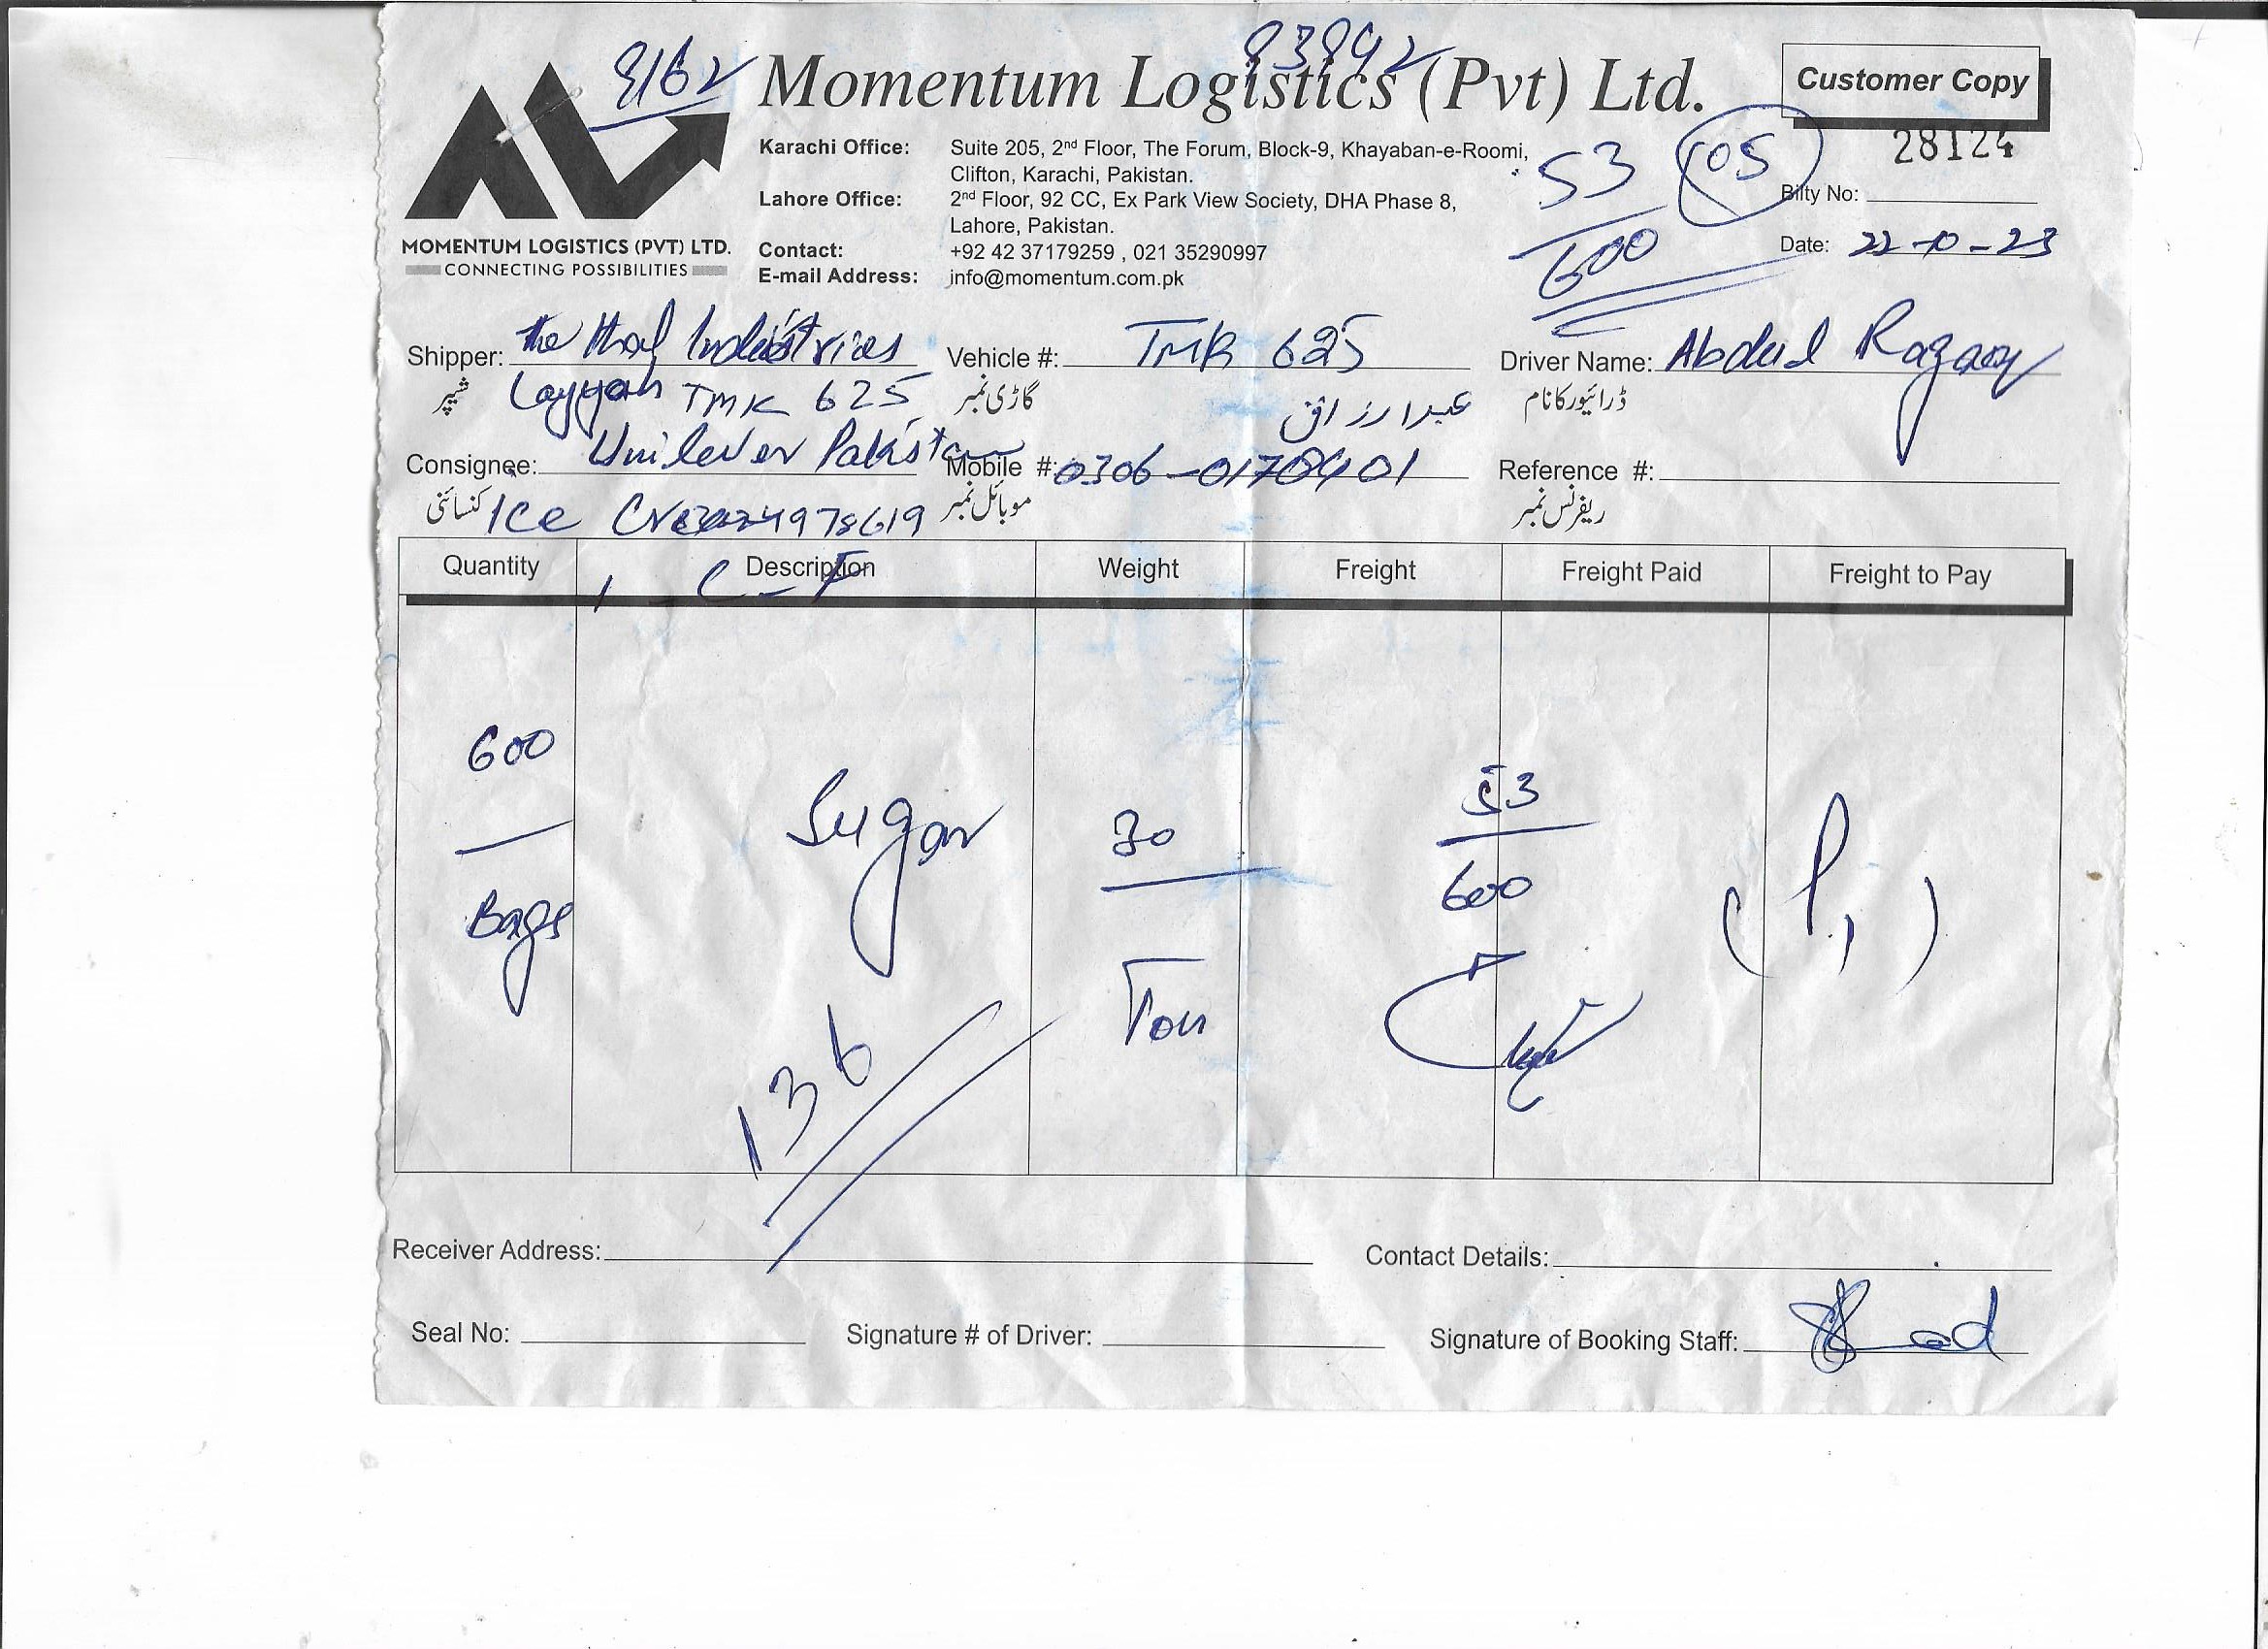 9162
93942
Momentum Logistics (Pvt) Ltd.
Customer Copy
28124
Karachi Office: Suite 205, 2nd Floor, The Forum, Block-9, Khayaban-e-Roomi,
Clifton, Karachi, Pakistan.
Lahore Office: 2nd Floor, 92 CC, Ex Park View Society, DHA Phase 8,
Lahore, Pakistan.
Contact: +92 42 37179259 , 021 35290997
E-mail Address: info@momentum.com.pk
MOMENTUM LOGISTICS (PVT) LTD.
CONNECTING POSSIBILITIES
53
600
05
Bilty No:
Date: 22-10-23
Shipper: the thal Industries
شیپر Layyah TMK 625
Vehicle #: TMK 625
گاڑی نمبر
Driver Name: Abdul Razaq
ڈرائیور کا نام عبدالرزاق
Consignee: Unilever Pakistan
کنسائنی Ice
Mobile #: 0306-0170401
موبائل نمبر
Reference #:
ریفرنس نمبر
Quantity Description Weight Freight Freight Paid Freight to Pay
C-F
600
Bags
Sugar
30
Ton
53
600
136
Receiver Address: Contact Details:
Seal No: Signature # of Driver: Signature of Booking Staff: